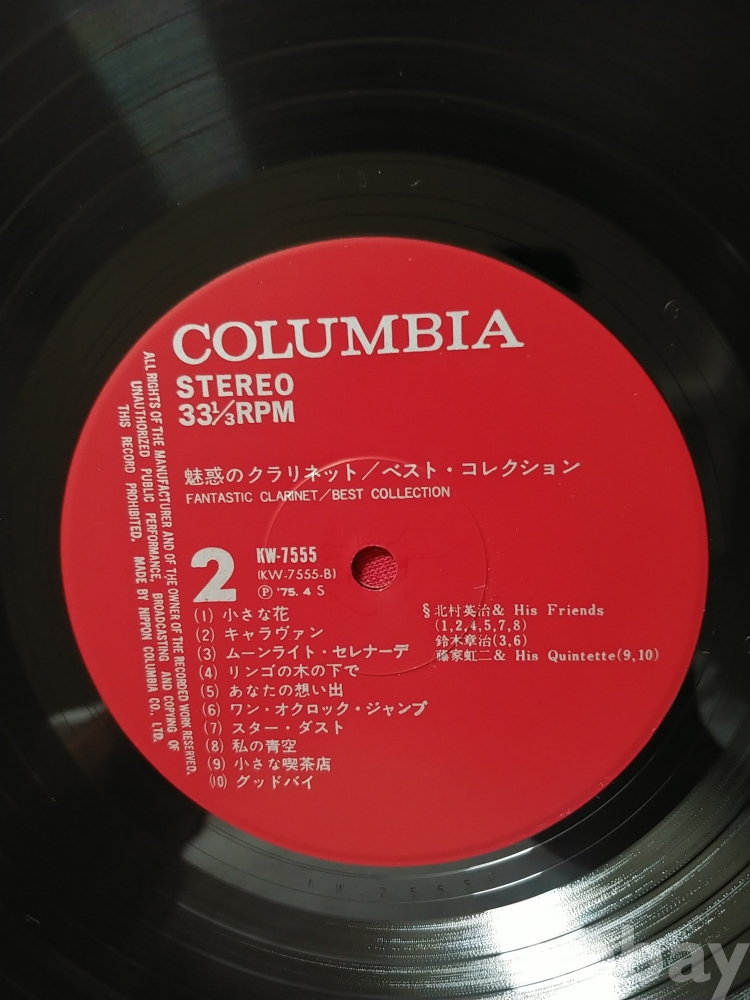 COLUMBIA
STEREO
33⅓RPM
魅惑のクラリネット/ベスト・コレクション
FANTASTIC CLARINET/BEST COLLECTION
2
KW-7555
(KW-7555-B)
Ⓟ '75. 4 S
(1) 小さな花
(2) キャラヴァン
(3) ムーンライト・セレナーデ
(4) リンゴの木の下で
(5) あなたの想い出
(6) ワン・オクロック・ジャンプ
(7) スター・ダスト
(8) 私の青空
(9) 小さな喫茶店
(10) グッドバイ
§北村英治& His Friends
(1,2,4,5,7,8)
鈴木章治(3,6)
藤家虹二& His Quintette(9,10)
ALL RIGHTS OF THE MANUFACTURER AND OF THE OWNER OF THE RECORDED WORK RESERVED.
UNAUTHORIZED PUBLIC PERFORMANCE, BROADCASTING AND COPYING OF
THIS RECORD PROHIBITED. MADE BY NIPPON COLUMBIA CO., LTD.
bay